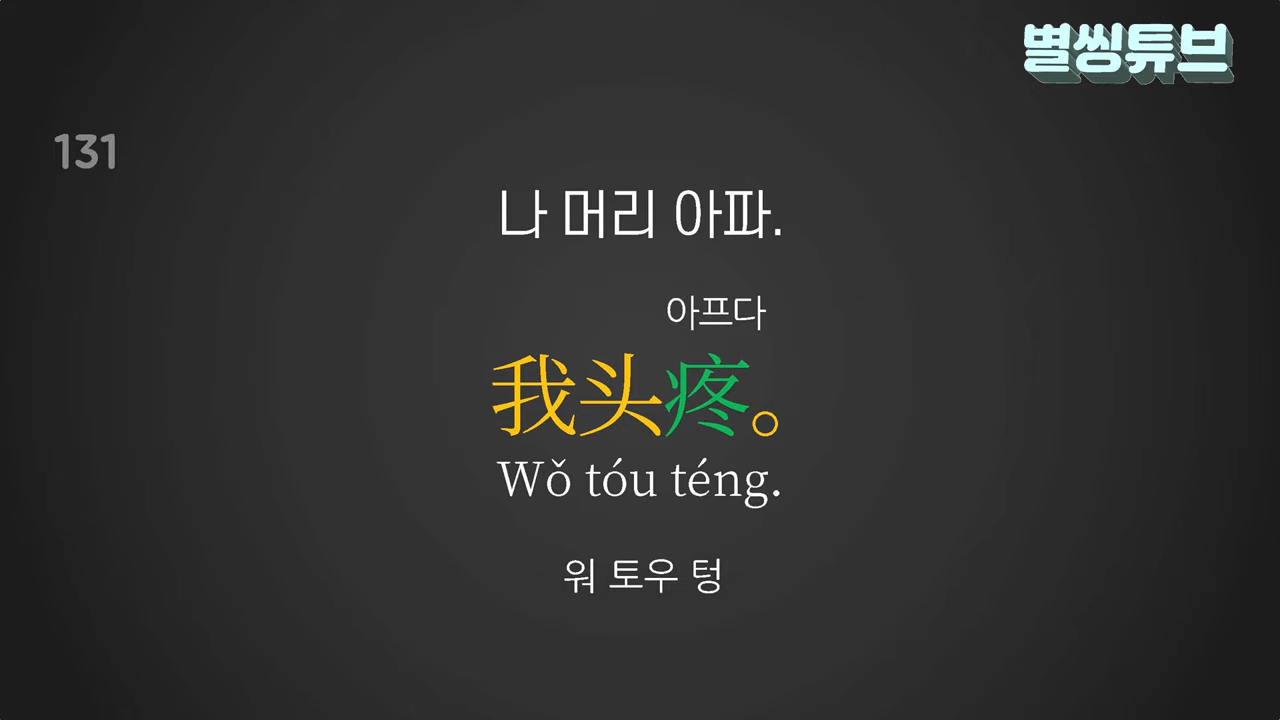 별씽튜브
131
나 머리 아파.
아프다
我头疼。
Wǒ tóu téng.
워 토우 텅